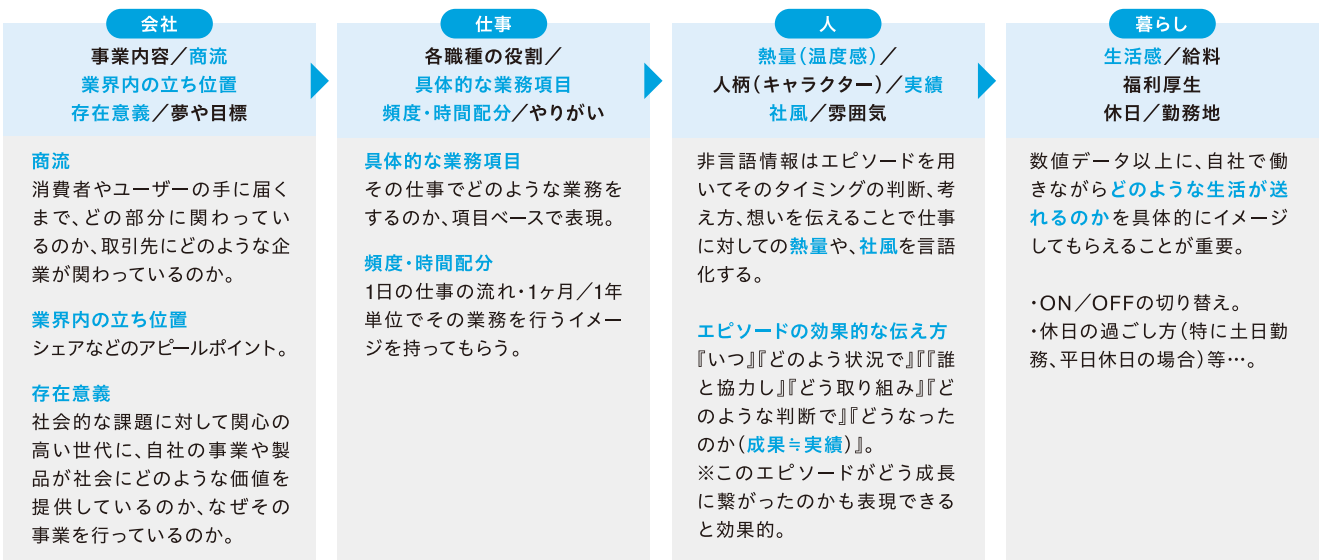 会社
事業内容／商流
業界内の立ち位置
存在意義／夢や目標
商流
消費者やユーザーの手に届く
まで、どの部分に関わってい
るのか、取引先にどのような企
業が関わっているのか。
業界内の立ち位置
シェアなどのアピールポイント。
存在意義
社会的な課題に対して関心の
高い世代に、自社の事業や製
品が社会にどのような価値を
提供しているのか、なぜその
事業を行っているのか。
仕事
各職種の役割／
具体的な業務項目
頻度・時間配分／やりがい
具体的な業務項目
その仕事でどのような業務を
するのか、項目ベースで表現。
頻度・時間配分
1日の仕事の流れ・1ヶ月／1年
単位でその業務を行うイメー
ジを持ってもらう。
人
熱量（温度感）／
人柄（キャラクター）／実績
社風／雰囲気
非言語情報はエピソードを用
いてそのタイミングの判断、考
え方、想いを伝えることで仕事
に対しての熱量や、社風を言語
化する。
エピソードの効果的な伝え方
『いつ』『どのよう状況で』『『誰
と協力し』『どう取り組み』『ど
のような判断で』『どうなった
のか（成果≒実績）』。
※このエピソードがどう成長
に繋がったのかも表現できる
と効果的。
暮らし
生活感／給料
福利厚生
休日／勤務地
数値データ以上に、自社で働
きながらどのような生活が送
れるのかを具体的にイメージ
してもらえることが重要。
・ON／OFFの切り替え。
・休日の過ごし方（特に土日勤
務、平日休日の場合）等…。